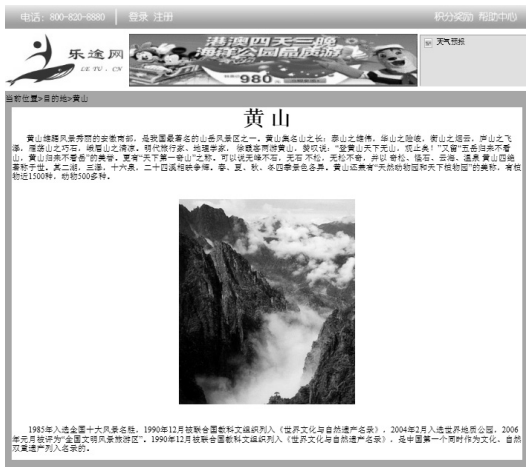 电话：800-820-8880 登录 注册 积分奖励 帮助中心
乐途网
LE TU . CN
港澳四天三晚
海洋公园品质游
980
天气预报
当前位置>目的地>黄山
黄 山
黄山雄踞风景秀丽的安徽南部，是我国最著名的山岳风景区之一。黄山集名山之长：泰山之雄伟、华山之险峻，衡山之烟云，庐山之飞
瀑，雁荡山之巧石，峨眉山之清凉。明代旅行家、地理学家， 徐霞客两游黄山，赞叹说：“登黄山天下无山，观止矣！”又留“五岳归来不看
山，黄山归来不看岳”的美誉。更有“天下第一奇山”之称。可以说无峰不石，无石 不松，无松不奇，并以 奇松、怪石、云海、温泉 黄山四绝
著称于世。其二湖，三瀑，十六泉，二十四溪相映争辉。春、夏、秋、冬四季景色各异。黄山还兼有“天然动物园和天下植物园”的美称，有植
物近1500种，动物500多种。
1985年入选全国十大风景名胜，1990年12月被联合国教科文组织列入《世界文化与自然遗产名录》，2004年2月入选世界地质公园，2006
年元月被评为“全国文明风景旅游区”。1990年12月被联合国教科文组织列入《世界文化与自然遗产名录》，是中国第一个同时作为文化、自然
双重遗产列入名录的。